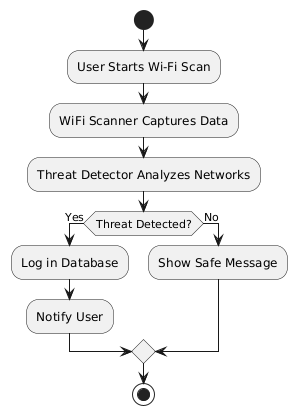 User Starts Wi-Fi Scan
WiFi Scanner Captures Data
Threat Detector Analyzes Networks
Yes
Threat Detected?
No
Log in Database
Show Safe Message
Notify User